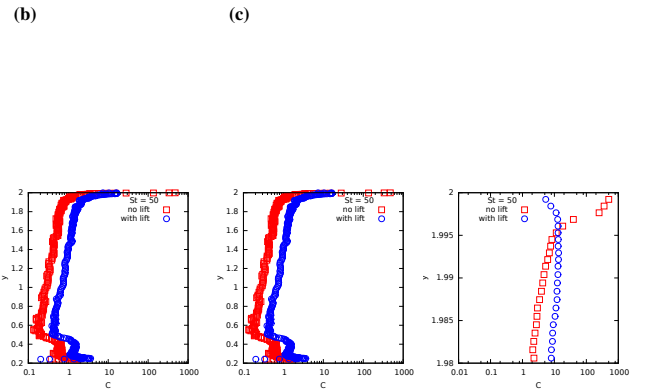 (b)
(c)
St = 50
no lift
with lift
2
1.8
1.6
1.4
1.2
1
0.8
0.6
0.4
0.2
y
0.1 1 10 100 1000
C
St = 50
no lift
with lift
2
1.8
1.6
1.4
1.2
1
0.8
0.6
0.4
0.2
y
0.1 1 10 100 1000
C
St = 50
no lift
with lift
2
1.995
1.99
1.985
1.98
y
0.01 0.1 1 10 100 1000
C